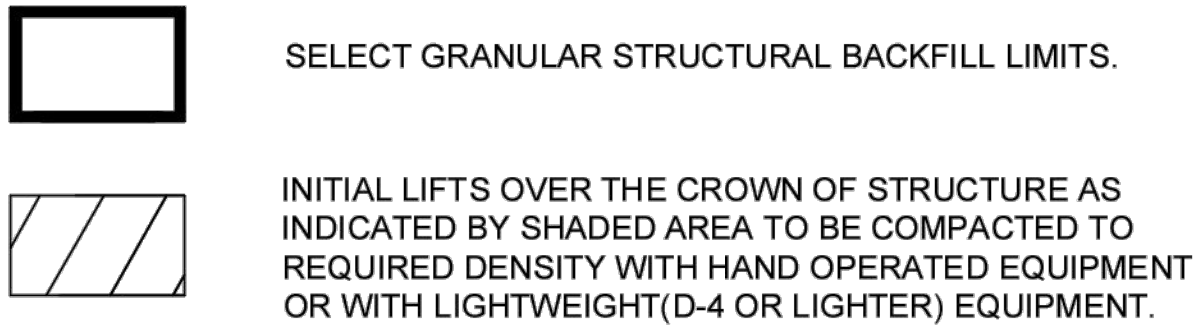 SELECT GRANULAR STRUCTURAL BACKFILL LIMITS.
INITIAL LIFTS OVER THE CROWN OF STRUCTURE AS
INDICATED BY SHADED AREA TO BE COMPACTED TO
REQUIRED DENSITY WITH HAND OPERATED EQUIPMENT
OR WITH LIGHTWEIGHT(D-4 OR LIGHTER) EQUIPMENT.